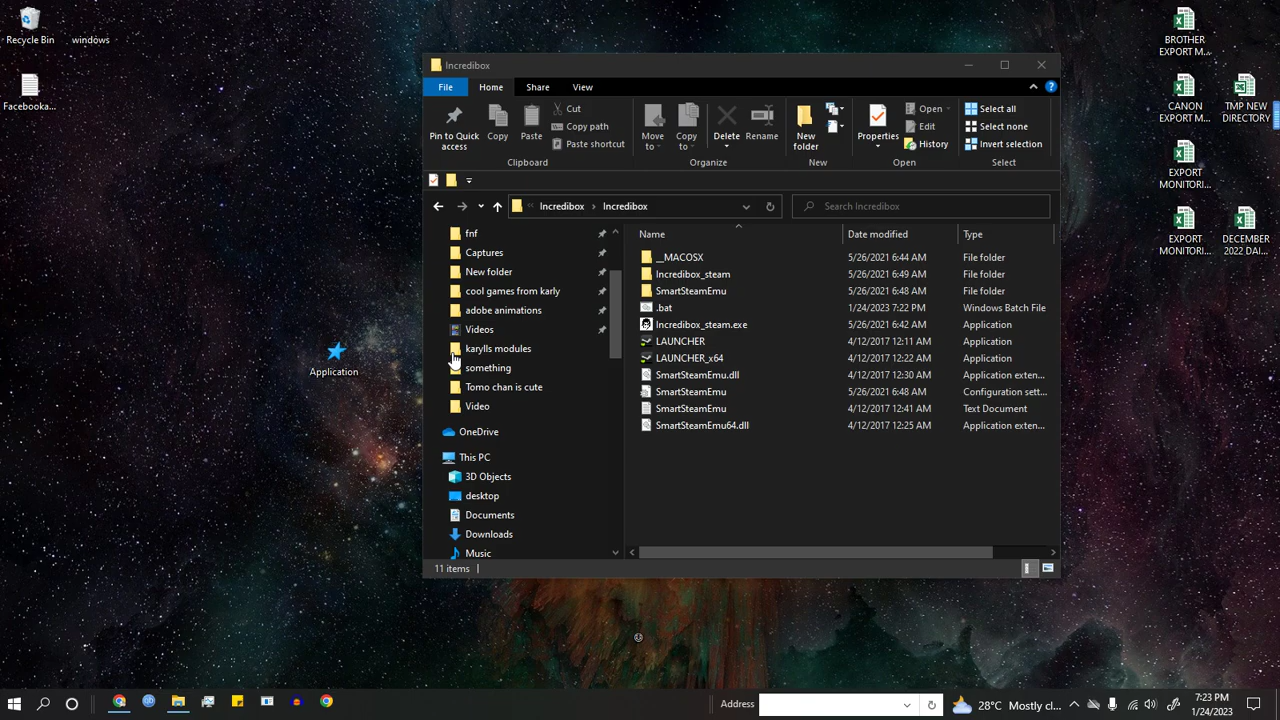 Recycle Bin
windows
Facebooka...
Application
BROTHER
EXPORT M...
CANON
EXPORT M...
TMP NEW
DIRECTORY
EXPORT
MONITORI...
EXPORT
MONITORI...
DECEMBER
2022 DAI...
Incredibox
File
Home
Share
View
Pin to Quick
access
Copy
Paste
Cut
Copy path
Paste shortcut
Clipboard
Move
to
Copy
to
Delete
Rename
Organize
New
folder
New
Properties
Open
Edit
History
Open
Select all
Select none
Invert selection
Select
Incredibox
Incredibox
Search Incredibox
fnf
Captures
New folder
cool games from karly
adobe animations
Videos
karylls modules
something
Tomo chan is cute
Video
OneDrive
This PC
3D Objects
desktop
Documents
Downloads
Music
Name Date modified Type
__MACOSX 5/26/2021 6:44 AM File folder
Incredibox_steam 5/26/2021 6:49 AM File folder
SmartSteamEmu 5/26/2021 6:48 AM File folder
.bat 1/24/2023 7:22 PM Windows Batch File
Incredibox_steam.exe 5/26/2021 6:42 AM Application
LAUNCHER 4/12/2017 12:11 AM Application
LAUNCHER_x64 4/12/2017 12:22 AM Application
SmartSteamEmu.dll 4/12/2017 12:30 AM Application exten...
SmartSteamEmu 5/26/2021 6:48 AM Configuration sett...
SmartSteamEmu 4/12/2017 12:41 AM Text Document
SmartSteamEmu64.dll 4/12/2017 12:25 AM Application exten...
11 items
Address
28°C Mostly cl...
7:23 PM
1/24/2023